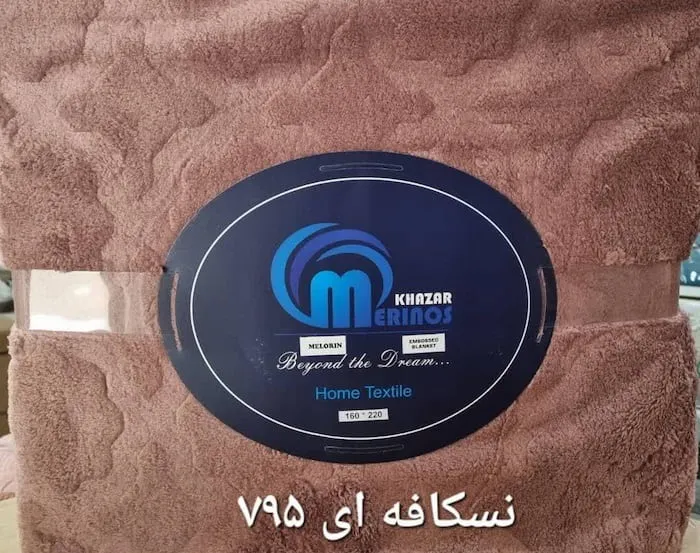 KHAZAR
MERINOS
MELORIN
EMBOSSED
BLANKET
Beyond the Dream...
Home Textile
160 * 220
نسکافه ای ۷۹۵